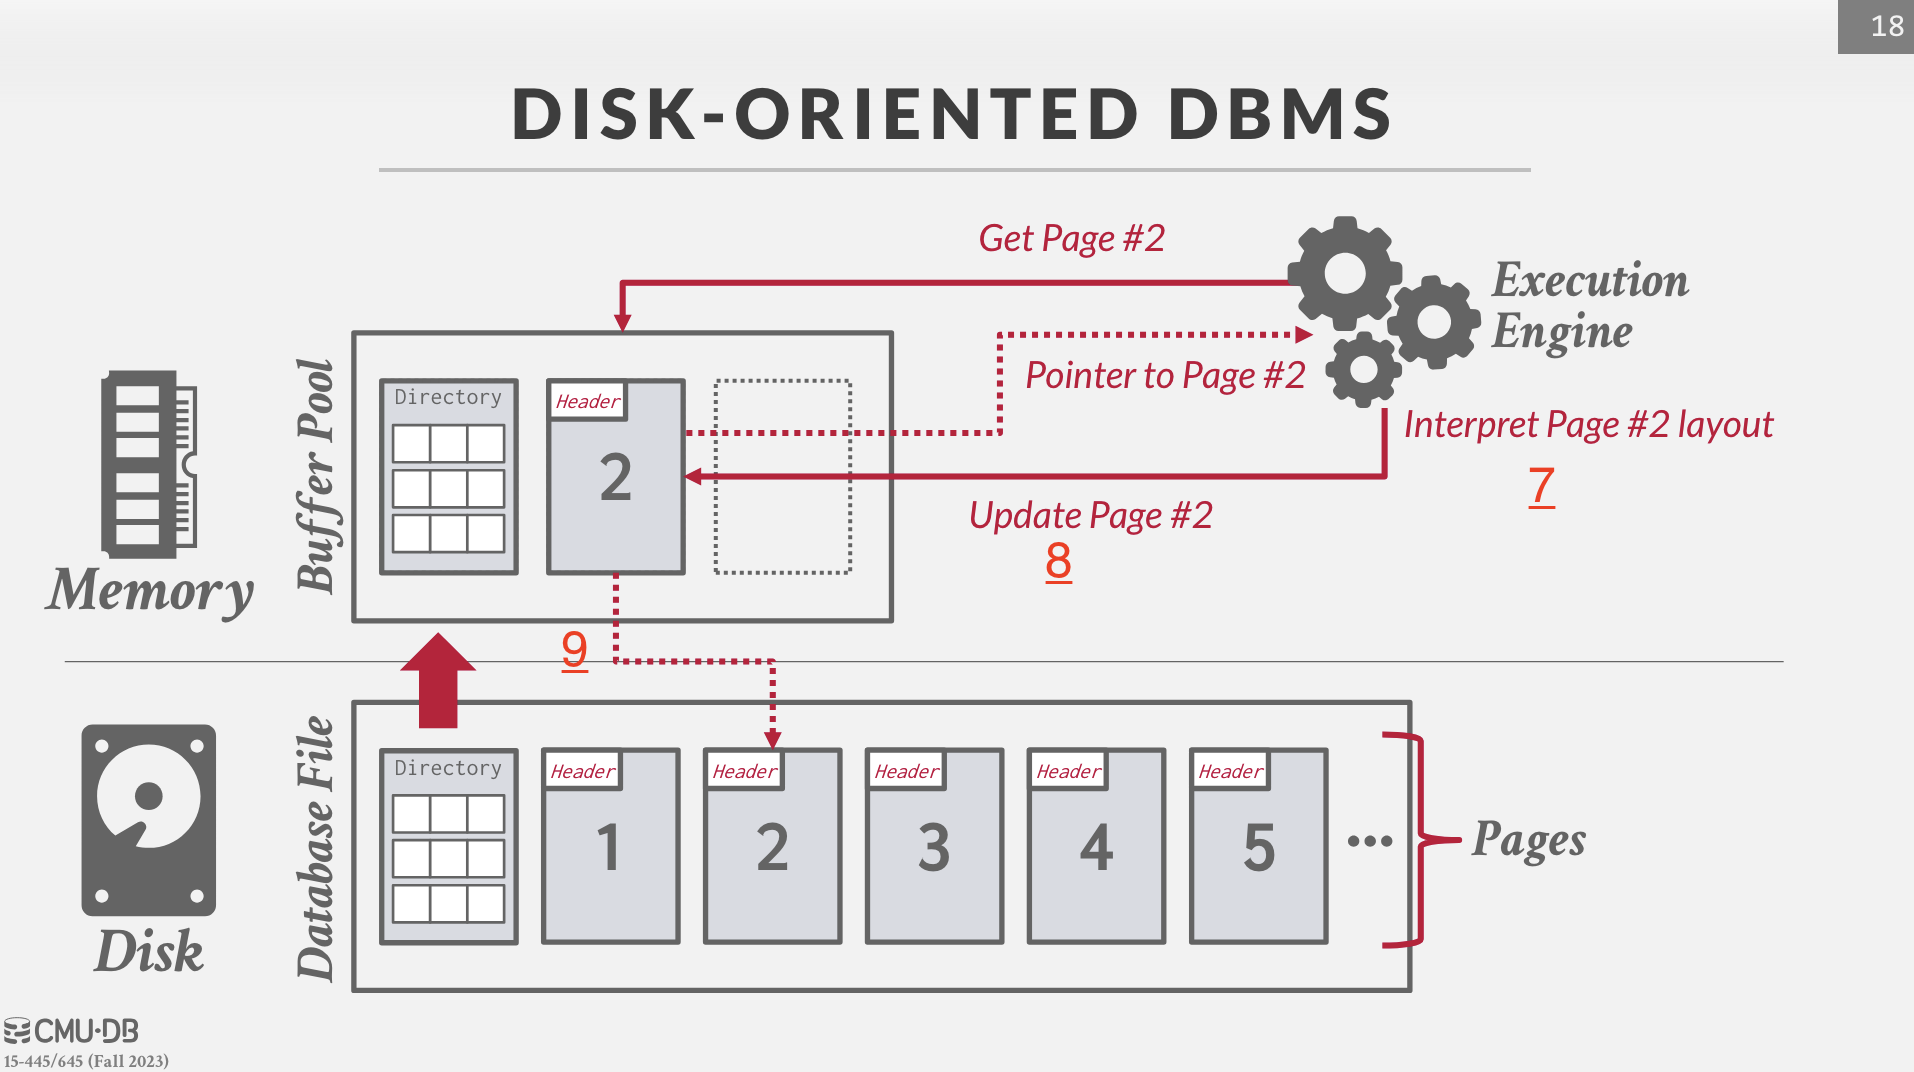 18
DISK-ORIENTED DBMS
Get Page #2
Execution
Engine
Pointer to Page #2
Interpret Page #2 layout
7
Update Page #2
8
Buffer Pool
Directory
Header
2
Memory
9
Database File
Directory
Header
1
Header
2
Header
3
Header
4
Header
5
...
Pages
Disk
CMU·DB
15-445/645 (Fall 2023)